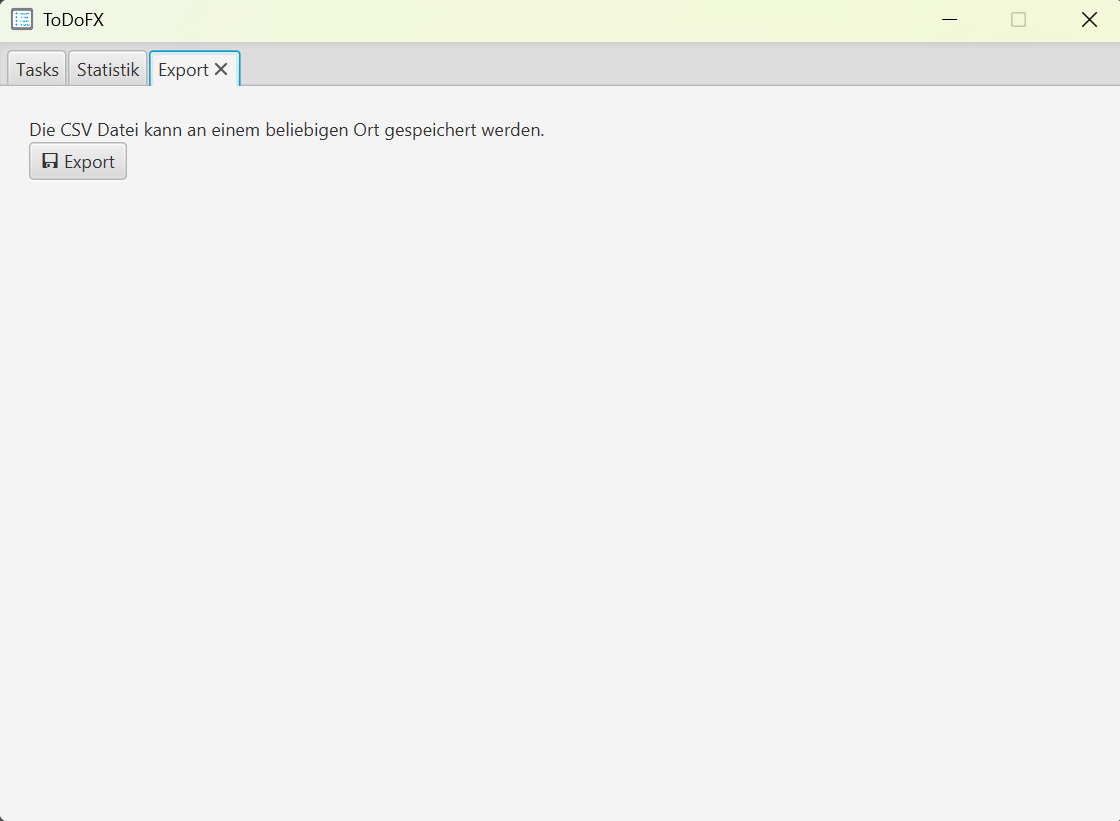 ToDoFX
Tasks Statistik Export
Die CSV Datei kann an einem beliebigen Ort gespeichert werden.
Export